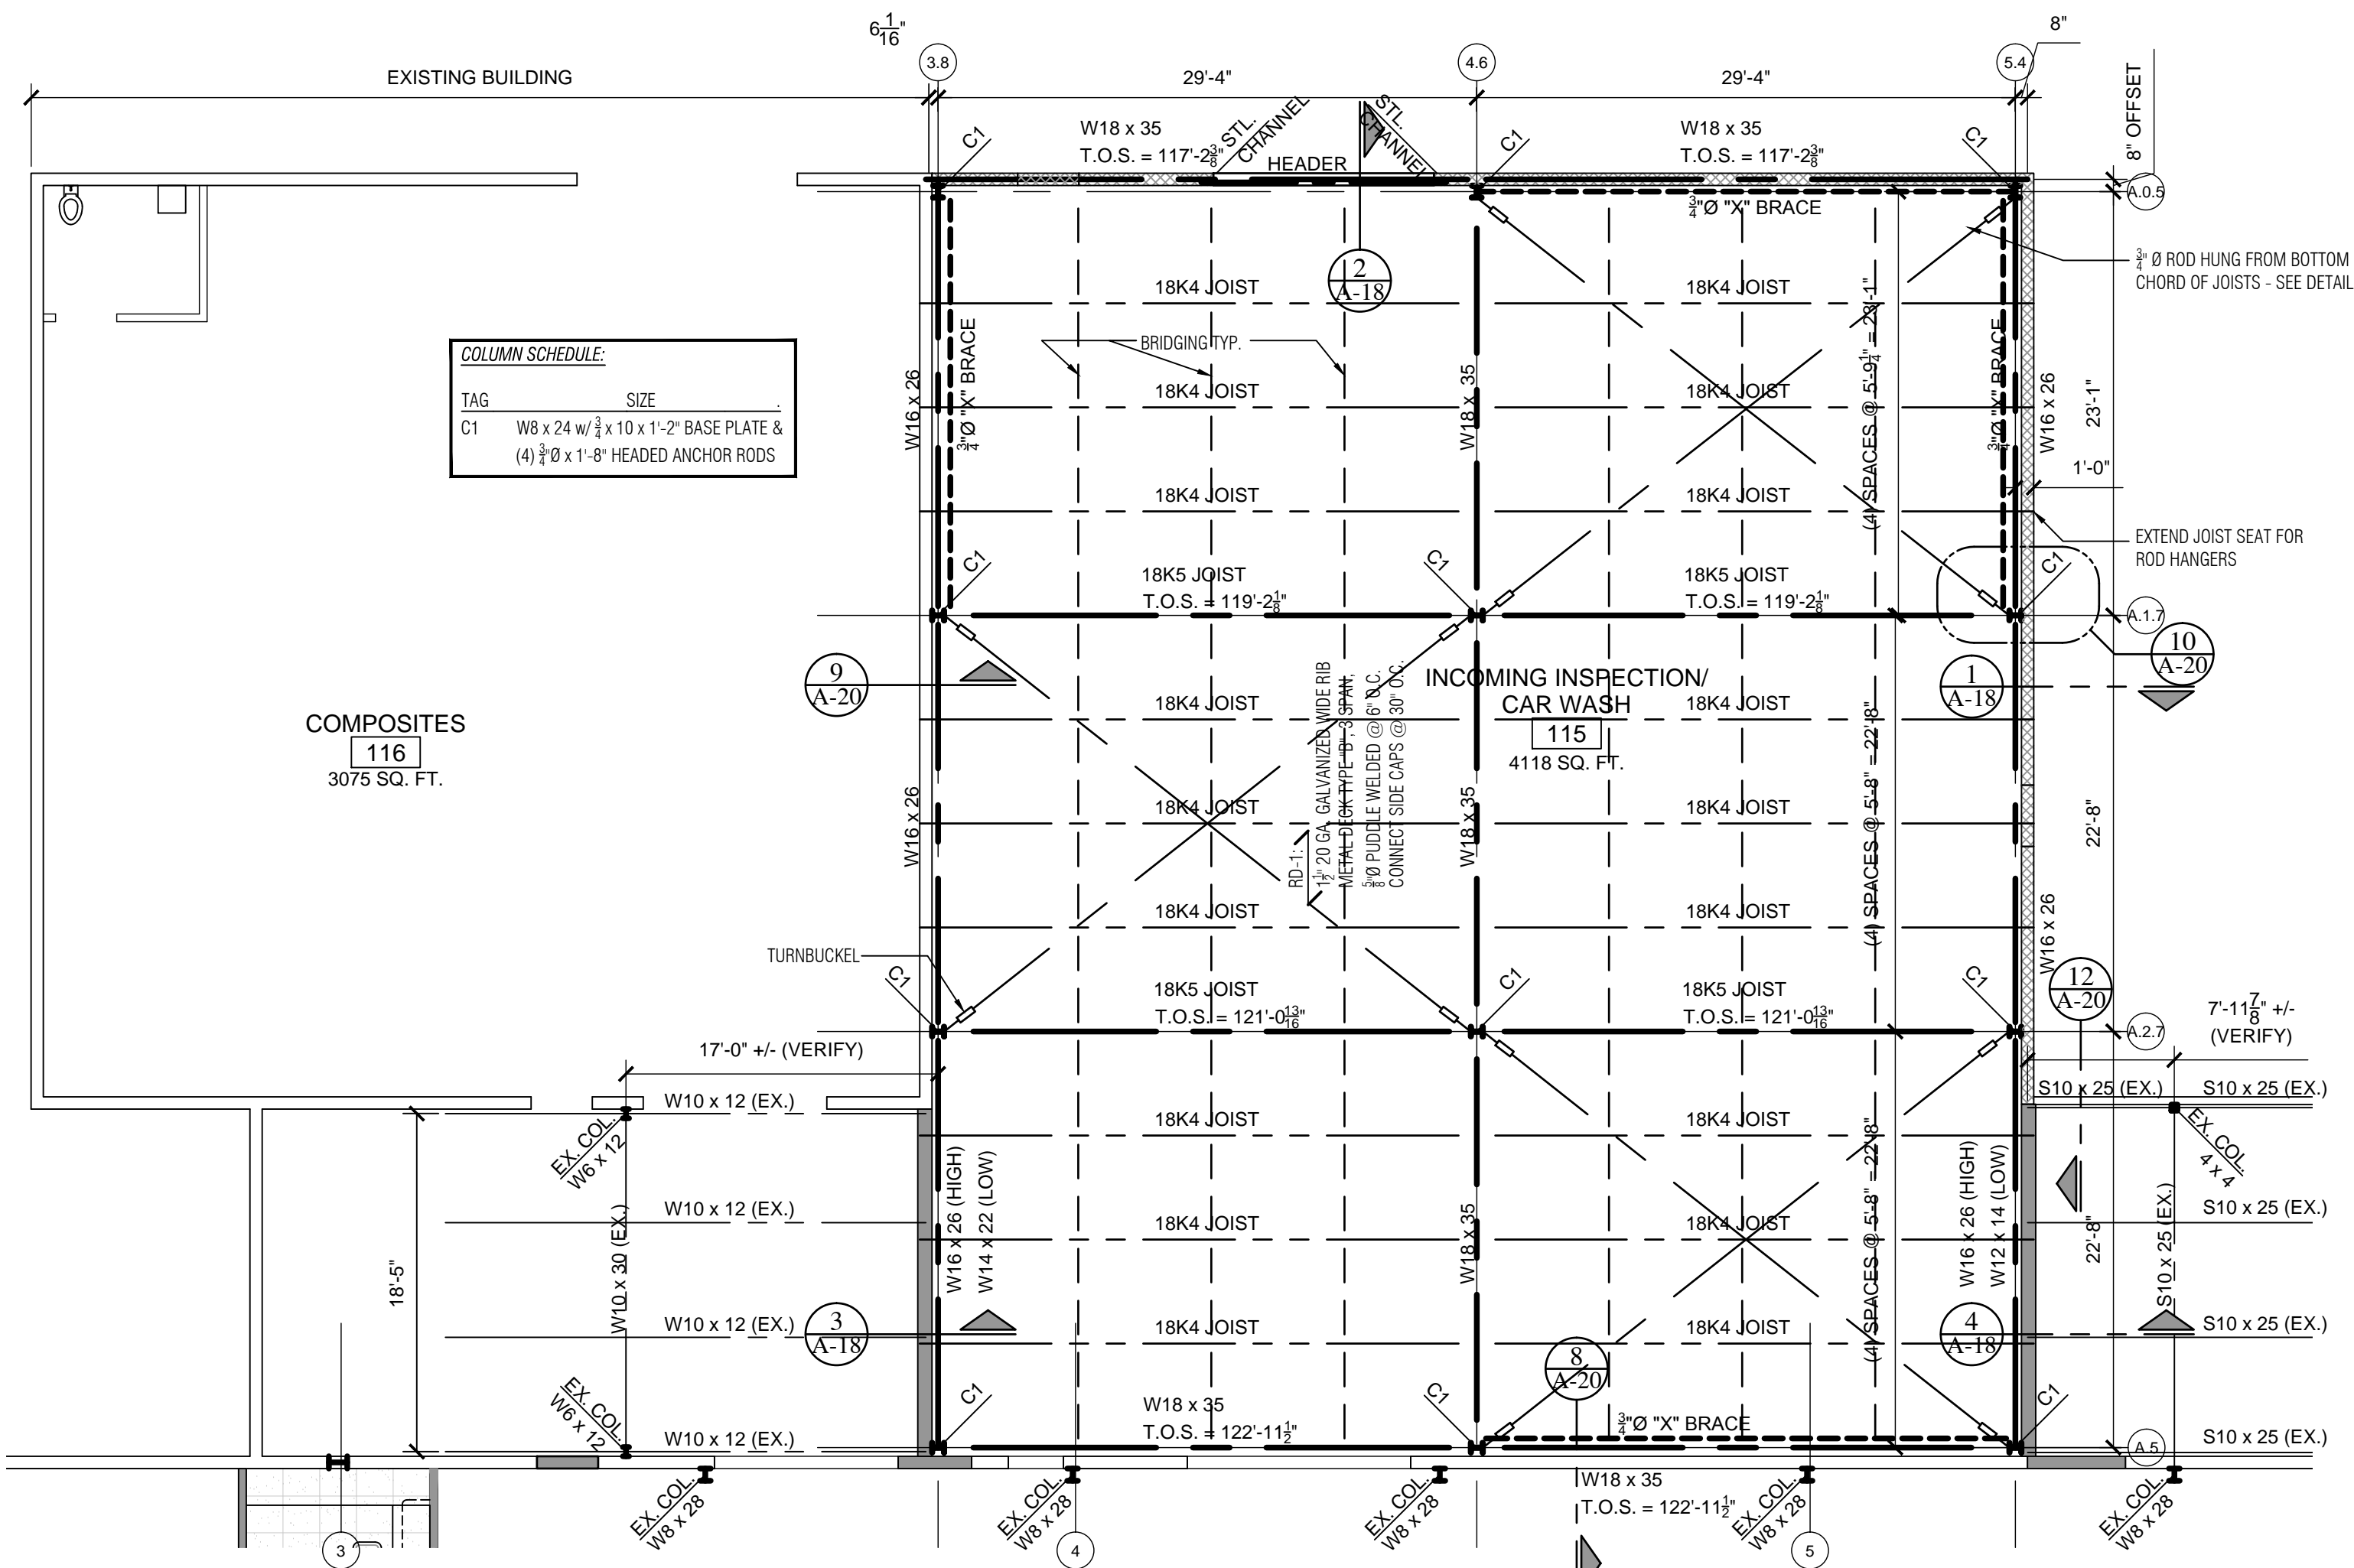 6 1/16"
8"
3.8
4.6
5.4
EXISTING BUILDING
29'-4"
29'-4"
8" OFFSET
C1
W18 x 35
T.O.S. = 117'-2 3/8"
STL.
CHANNEL
HEADER
STL.
CHANNEL
C1
W18 x 35
T.O.S. = 117'-2 3/8"
C1
A.0.5
3/4"Ø "X" BRACE
3/4" Ø ROD HUNG FROM BOTTOM
CHORD OF JOISTS - SEE DETAIL
2
A-18
18K4 JOIST
18K4 JOIST
BRIDGING TYP.
COLUMN SCHEDULE:
TAG SIZE .
C1 W8 x 24 w/ 3/4 x 10 x 1'-2" BASE PLATE &
(4) 3/4"Ø x 1'-8" HEADED ANCHOR RODS
W16 x 26
3/4"Ø "X" BRACE
18K4 JOIST
W18 x 35
18K4 JOIST
(4) SPACES @ 5'-9 1/4" = 23'-1"
3/4"Ø "X" BRACE
W16 x 26
23'-1"
1'-0"
18K4 JOIST
18K4 JOIST
EXTEND JOIST SEAT FOR
ROD HANGERS
C1
18K5 JOIST
T.O.S. = 119'-2 1/8"
C1
18K5 JOIST
T.O.S. = 119'-2 1/8"
C1
A.1.7
10
A-20
9
A-20
1
A-18
INCOMING INSPECTION/
CAR WASH
115
4118 SQ. FT.
COMPOSITES
116
3075 SQ. FT.
18K4 JOIST
18K4 JOIST
RD-1:
1 1/2" 20 GA. GALVANIZED WIDE RIB
METAL DECK TYPE "B", 3 SPAN,
5/8"Ø PUDDLE WELDED @ 6" O.C.
CONNECT SIDE CAPS @ 30" O.C.
W16 x 26
18K4 JOIST
W18 x 35
18K4 JOIST
(4) SPACES @ 5'-8" = 22'-8"
22'-8"
18K4 JOIST
18K4 JOIST
W16 x 26
TURNBUCKEL
C1
18K5 JOIST
T.O.S. = 121'-0 13/16"
C1
18K5 JOIST
T.O.S. = 121'-0 13/16"
C1
12
A-20
7'-11 7/8" +/-
(VERIFY)
A.2.7
17'-0" +/- (VERIFY)
W10 x 12 (EX.)
EX. COL.
W6 x 12
18K4 JOIST
18K4 JOIST
S10 x 25 (EX.)
S10 x 25 (EX.)
EX. COL.
4 x 4
W10 x 12 (EX.)
18'-5"
W10 x 30 (EX.)
W16 x 26 (HIGH)
W14 x 22 (LOW)
18K4 JOIST
W18 x 35
18K4 JOIST
(4) SPACES @ 5'-8" = 22'-8"
W16 x 26 (HIGH)
W12 x 14 (LOW)
22'-8"
S10 x 25 (EX.)
S10 x 25 (EX.)
W10 x 12 (EX.)
3
A-18
18K4 JOIST
18K4 JOIST
4
A-18
S10 x 25 (EX.)
8
A-20
EX. COL.
W6 x 12
W10 x 12 (EX.)
C1
W18 x 35
T.O.S. = 122'-11 1/2"
C1
3/4"Ø "X" BRACE
C1
A.5
S10 x 25 (EX.)
EX. COL.
W8 x 28
EX. COL.
W8 x 28
EX. COL.
W8 x 28
W18 x 35
T.O.S. = 122'-11 1/2"
EX. COL.
W8 x 28
EX. COL.
W8 x 28
3
4
5